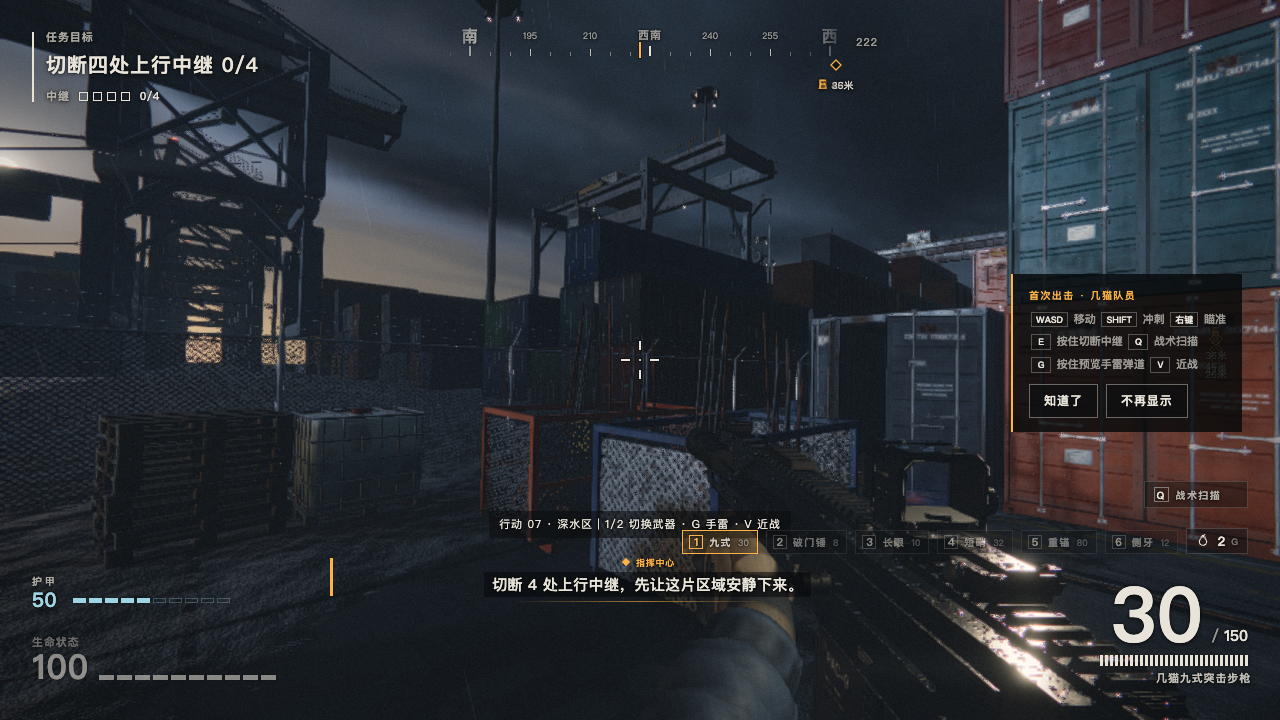 任务目标
切断四处上行中继 0/4
中继 0/4
南 195 210 西南 240 255 西 222
E 36米
首次出击 · 几猫队员
WASD 移动 SHIFT 冲刺 右键 瞄准
E 按住切断中继 Q 战术扫描
G 按住预览手雷弹道 V 近战
知道了 不再显示
Q 战术扫描
行动 07 · 深水区 | 1/2 切换武器 · G 手雷 · V 近战
1 九式 30 2 破门锤 8 3 长眼 10 4 32 5 重锚 80 6 侧牙 12 2 G
指挥中心
切断 4 处上行中继，先让这片区域安静下来。
护甲
50
生命状态
100
30 / 150
几猫九式突击步枪